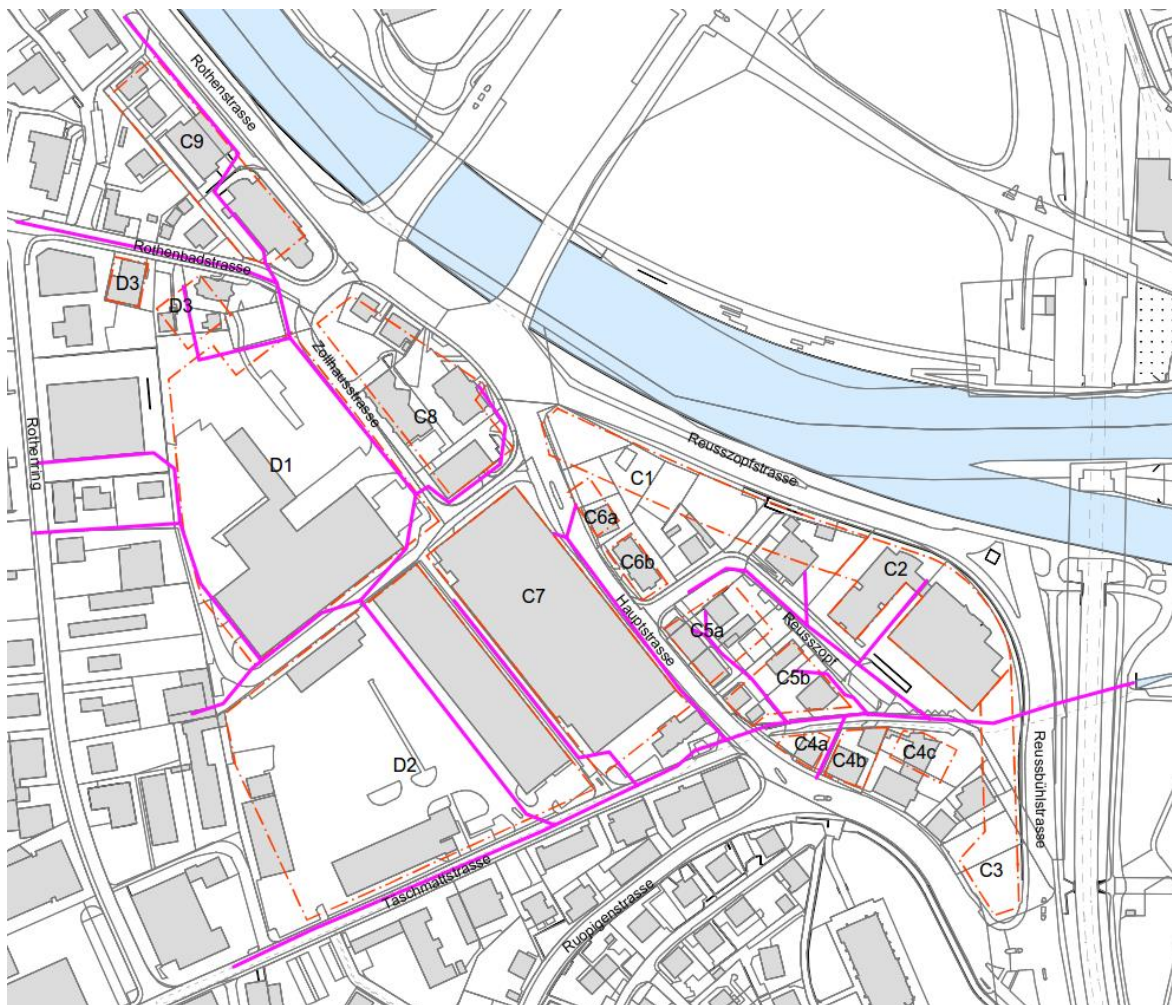 Rothenstrasse
C9
Rothenbadstrasse
D3
D3
Zollhausstrasse
C8
Rothenring
D1
Reusszopfstrasse
C1
C6a
C6b
C2
C7
Hauptstrasse
C5a
Reusszopf
C5b
C4a
C4b
C4c
D2
Reussbühlstrasse
C3
Taschmattstrasse
Ruopigenstrasse